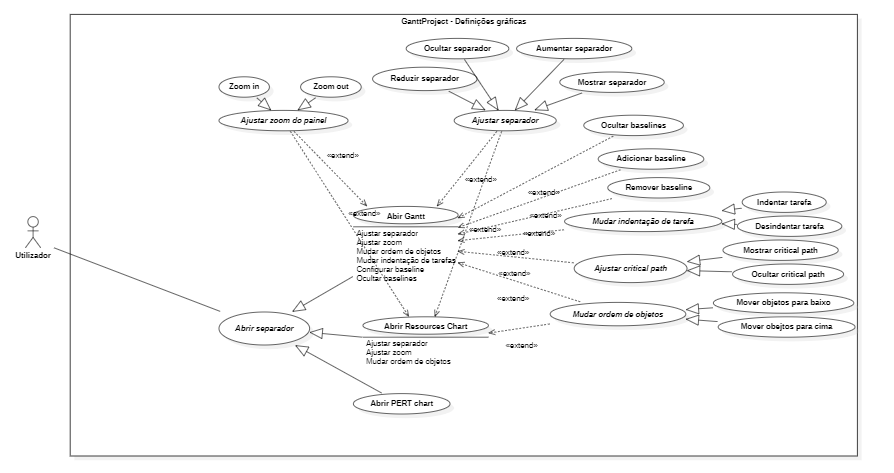 GanttProject - Definições gráficas
Ocultar separador
Aumentar separador
Reduzir separador
Mostrar separador
Zoom in
Zoom out
Ajustar zoom do painel
Ajustar separador
Ocultar baselines
Adicionar baseline
Remover baseline
«extend»
«extend»
«extend»
«extend»
Abir Gantt
«extend»
Mudar indentação de tarefa
Indentar tarefa
Desindentar tarefa
«extend»
«extend»
Ajustar separador
Ajustar zoom
Mudar ordem de objetos
Mudar indentação de tarefas
Configurar baseline
Ocultar baselines
«extend»
«extend»
«extend»
Ajustar critical path
Mostrar critical path
Ocultar critical path
Utilizador
Abrir separador
Abrir Resources Chart
Ajustar separador
Ajustar zoom
Mudar ordem de objetos
«extend»
Mudar ordem de objetos
Mover objetos para baixo
Mover obejtos para cima
Abrir PERT chart